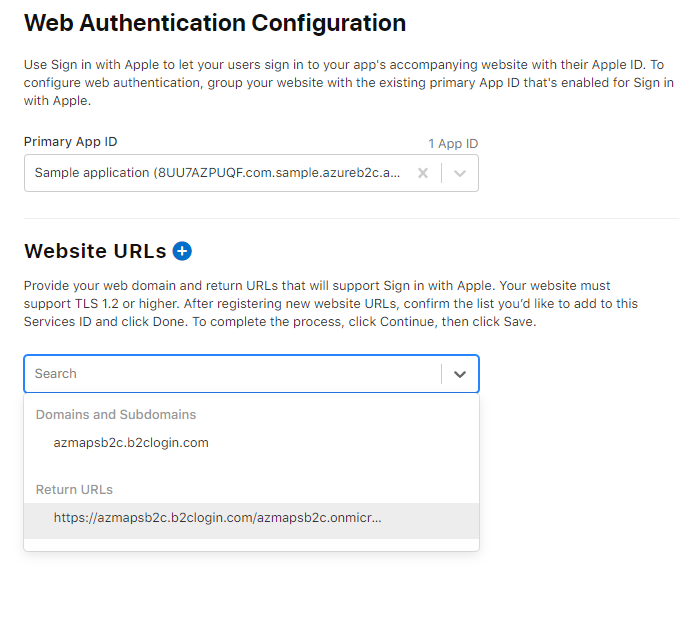 Web Authentication Configuration
Use Sign in with Apple to let your users sign in to your app's accompanying website with their Apple ID. To
configure web authentication, group your website with the existing primary App ID that's enabled for Sign in
with Apple.
Primary App ID
1 App ID
Sample application (8UU7AZPUQF.com.sample.azureb2c.a...
Website URLs
Provide your web domain and return URLs that will support Sign in with Apple. Your website must
support TLS 1.2 or higher. After registering new website URLs, confirm the list you’d like to add to this
Services ID and click Done. To complete the process, click Continue, then click Save.
Search
Domains and Subdomains
azmapsb2c.b2clogin.com
Return URLs
https://azmapsb2c.b2clogin.com/azmapsb2c.onmicr...